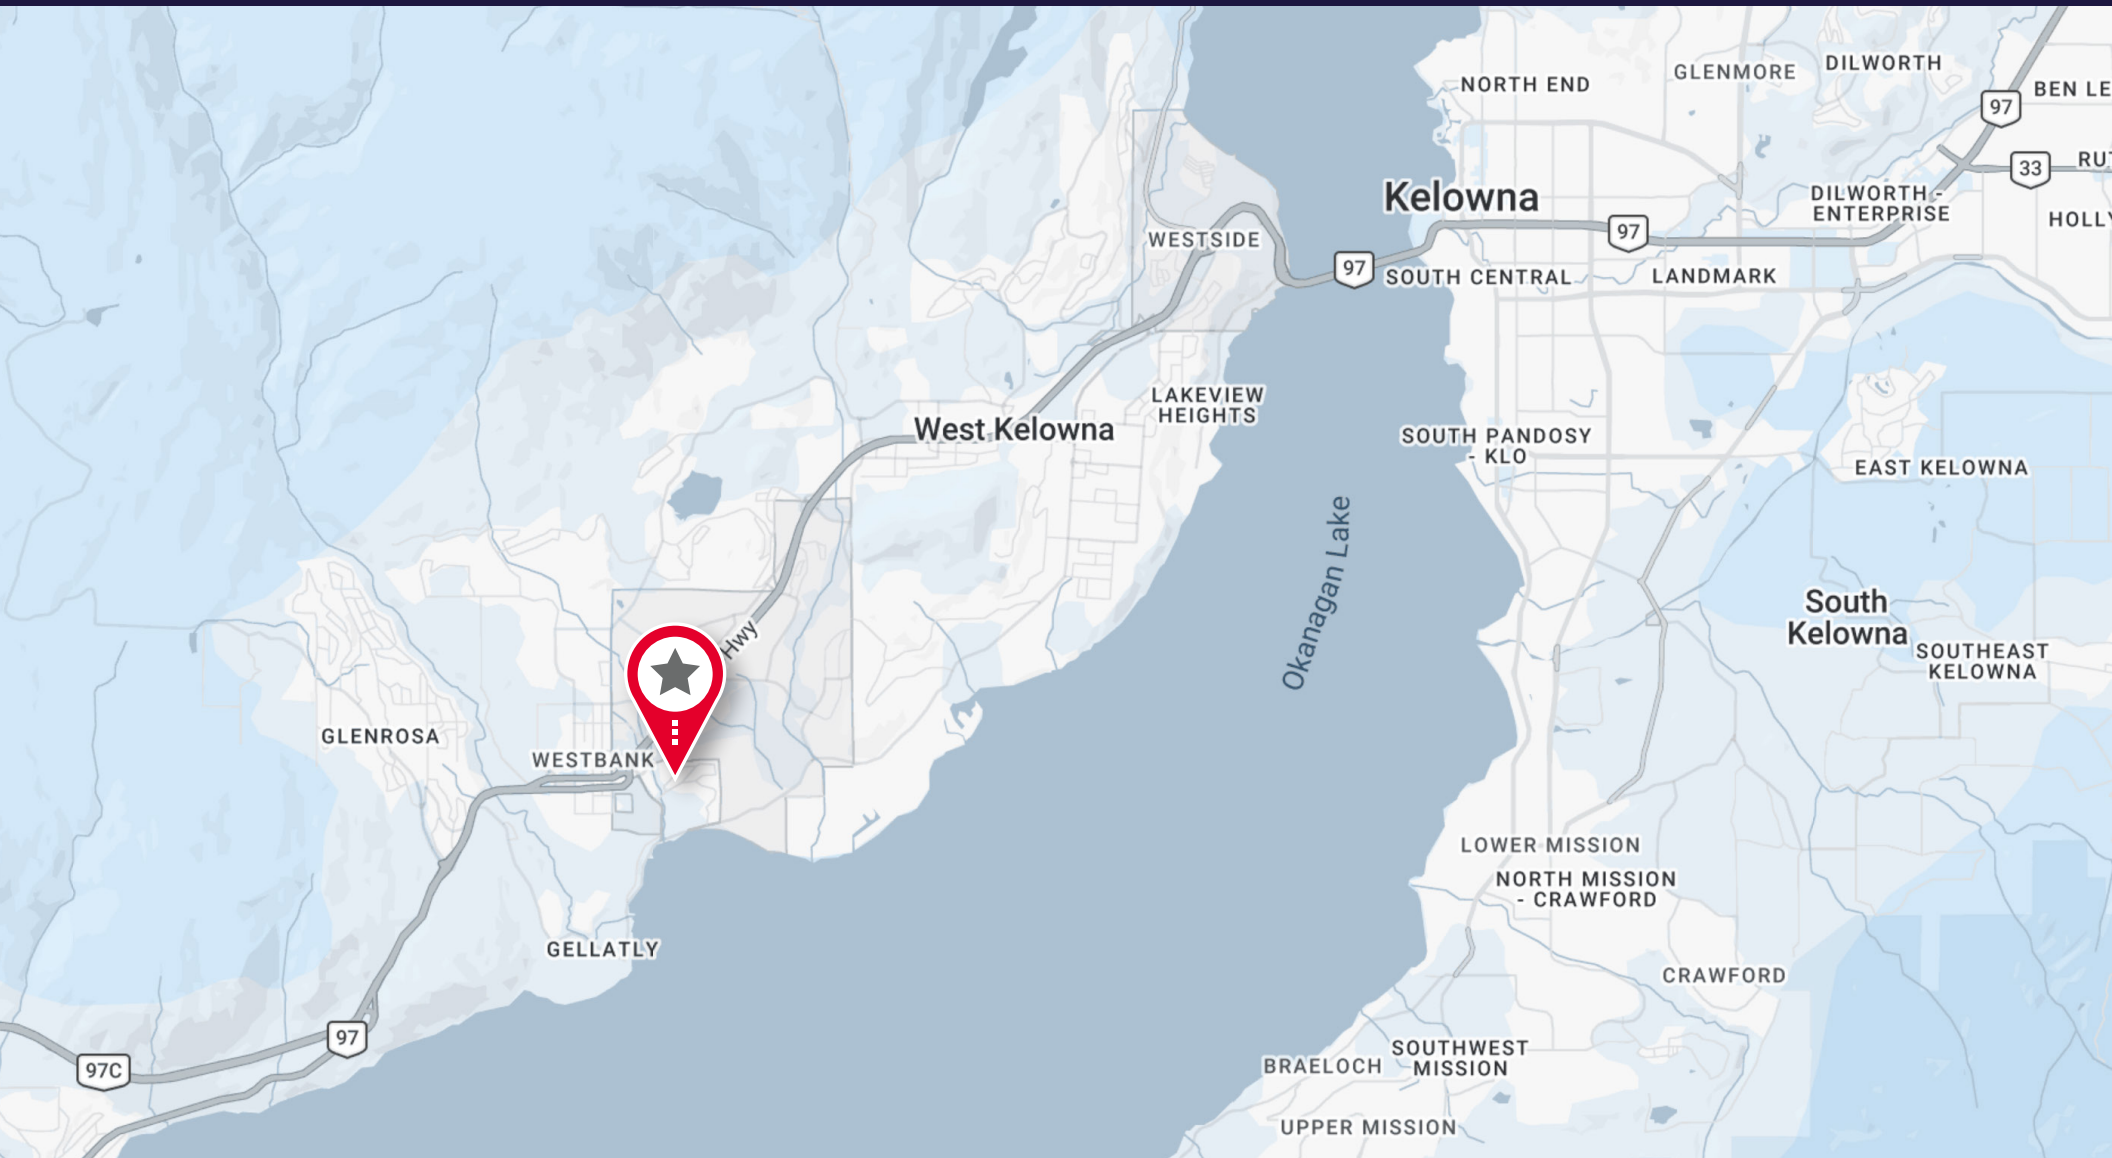 NORTH END
GLENMORE
DILWORTH
BEN LE
97
33
RUT
Kelowna
DILWORTH -
ENTERPRISE
HOLLY
97
WESTSIDE
97
SOUTH CENTRAL
LANDMARK
LAKEVIEW
HEIGHTS
West Kelowna
SOUTH PANDOSY
- KLO
EAST KELOWNA
Okanagan Lake
South
Kelowna
SOUTHEAST
KELOWNA
Hwy
GLENROSA
WESTBANK
LOWER MISSION
NORTH MISSION
- CRAWFORD
GELLATLY
CRAWFORD
97
97C
SOUTHWEST
MISSION
BRAELOCH
UPPER MISSION